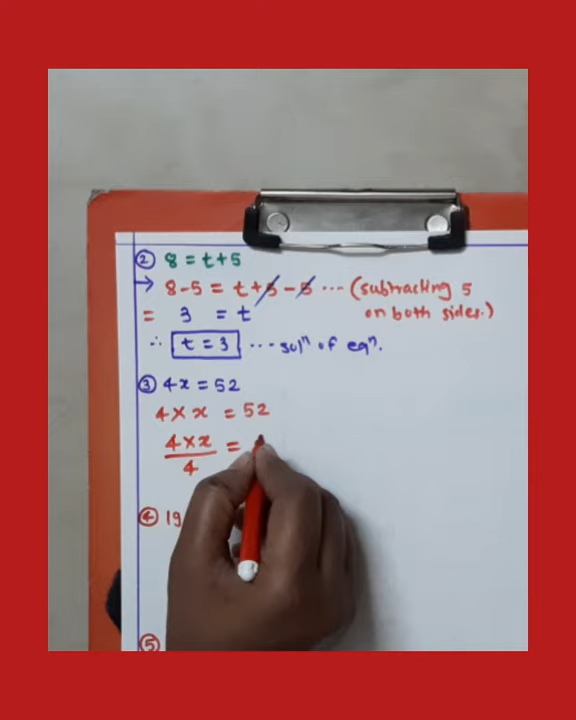 ② 8 = t + 5
→ 8 - 5 = t + 5 - 5 ... (subtracting 5
= 3 = t on both sides.)
∴ t = 3 ... solⁿ of eqⁿ.
③ 4x = 52
4 × x = 52
4 × x / 4 =
④ 19
⑤